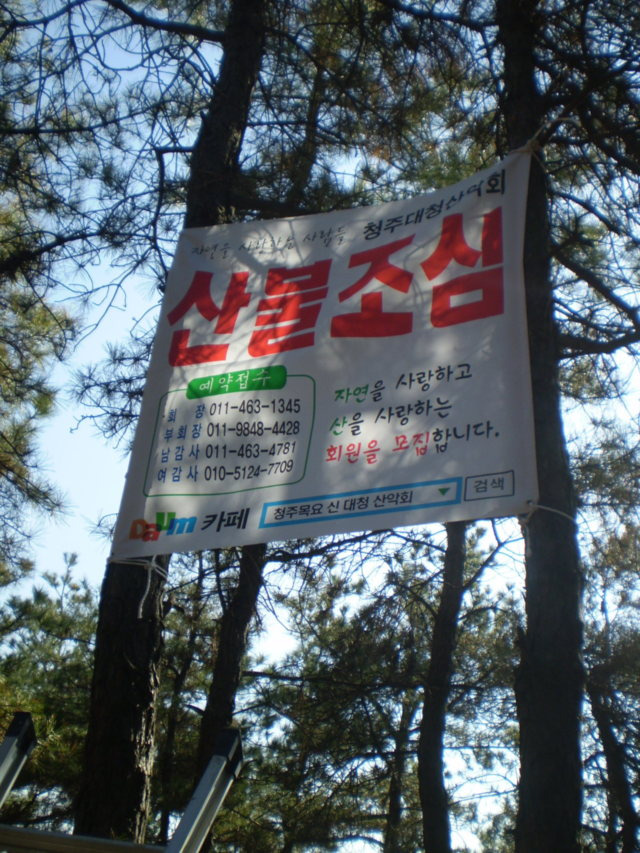 자연을 사랑하는 사람들 청주대청산악회
산불조심
예약접수
회 장 011-463-1345
부회장 011-9848-4428
남감사 011-463-4781
여감사 010-5124-7709
자연을 사랑하고
산을 사랑하는
회원을 모집합니다.
Daum 카페 청주목요 신 대청 산악회 검색